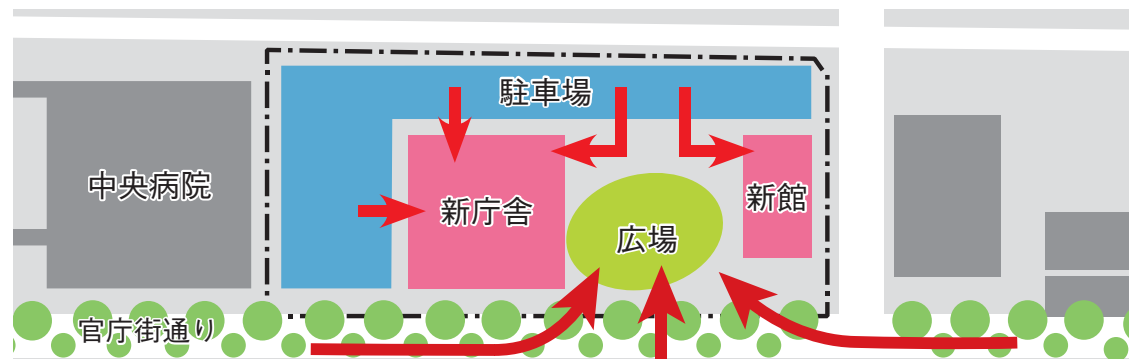 駐車場
中央病院
新庁舎
新館
広場
官庁街通り